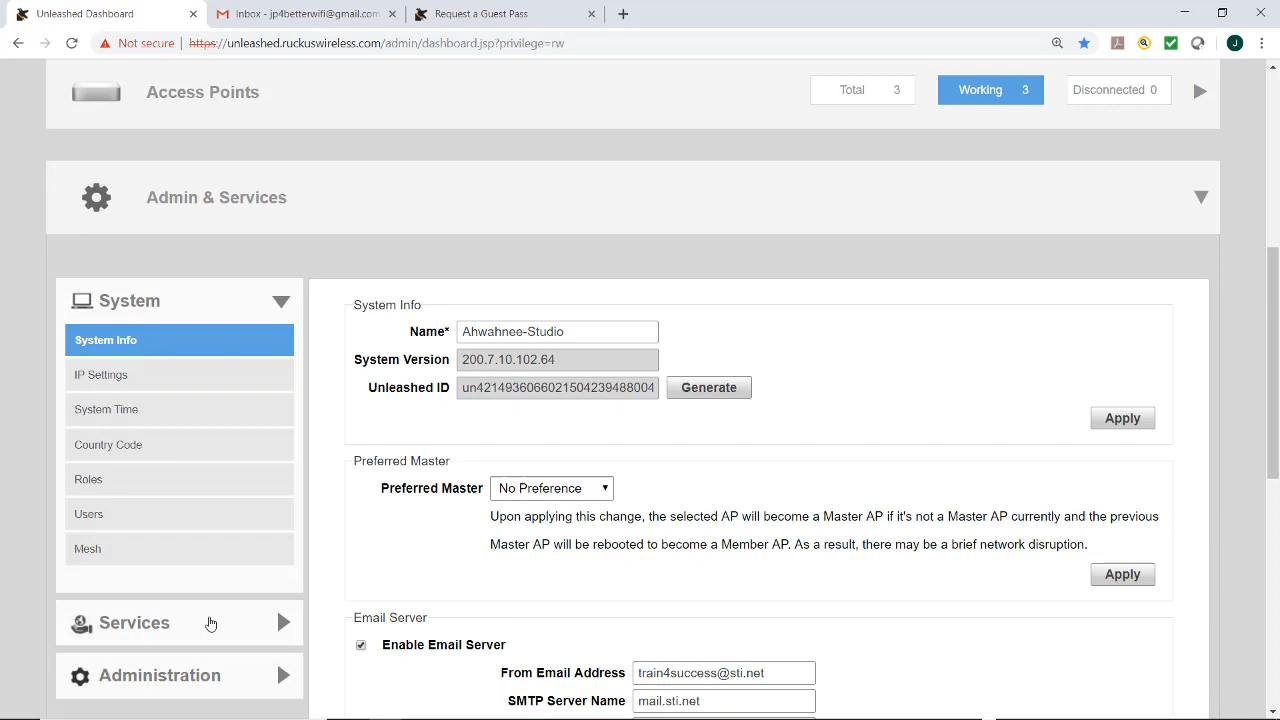 Unleashed Dashboard
Inbox - jp4betterwifi@gmail.com
Request a Guest Pass
Not secure
https://unleashed.ruckuswireless.com/admin/dashboard.jsp?privilege=rw
J
Access Points
Total 3
Working 3
Disconnected 0
Admin & Services
System
System Info
IP Settings
System Time
Country Code
Roles
Users
Mesh
Services
Administration
System Info
Name* Ahwahnee-Studio
System Version 200.7.10.102.64
Unleashed ID un4214936066021504239488004 Generate
Apply
Preferred Master
Preferred Master No Preference
Upon applying this change, the selected AP will become a Master AP if it's not a Master AP currently and the previous
Master AP will be rebooted to become a Member AP. As a result, there may be a brief network disruption.
Apply
Email Server
Enable Email Server
From Email Address train4success@sti.net
SMTP Server Name mail.sti.net